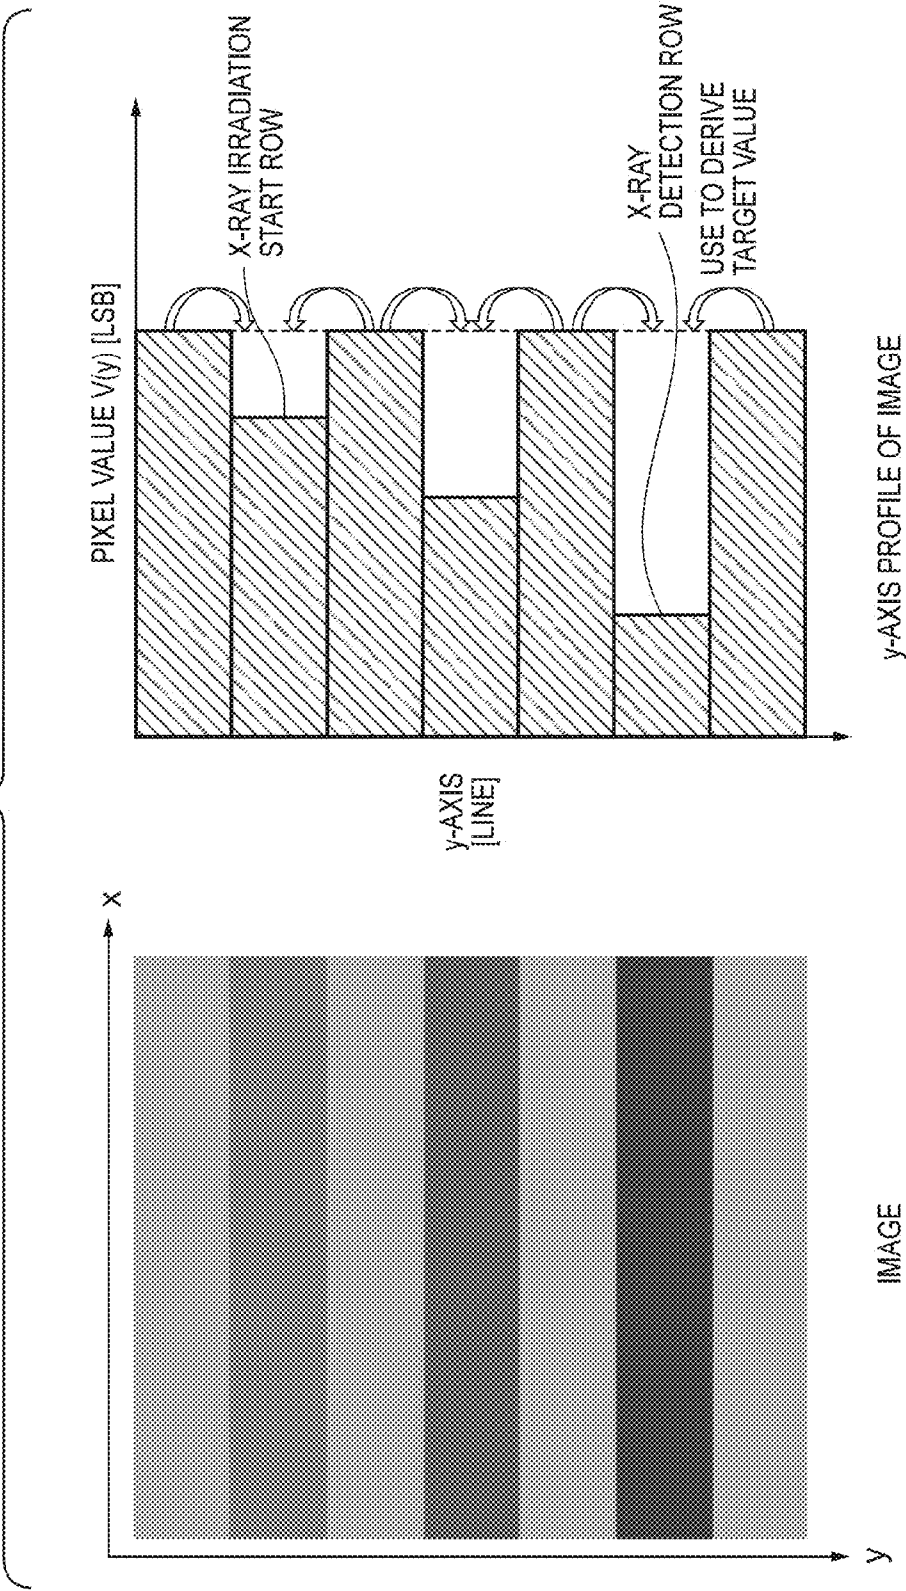 x
y
IMAGE
PIXEL VALUE V(y) [LSB]
y-AXIS
[LINE]
X-RAY IRRADIATION
START ROW
X-RAY
DETECTION ROW
USE TO DERIVE
TARGET VALUE
y-AXIS PROFILE OF IMAGE